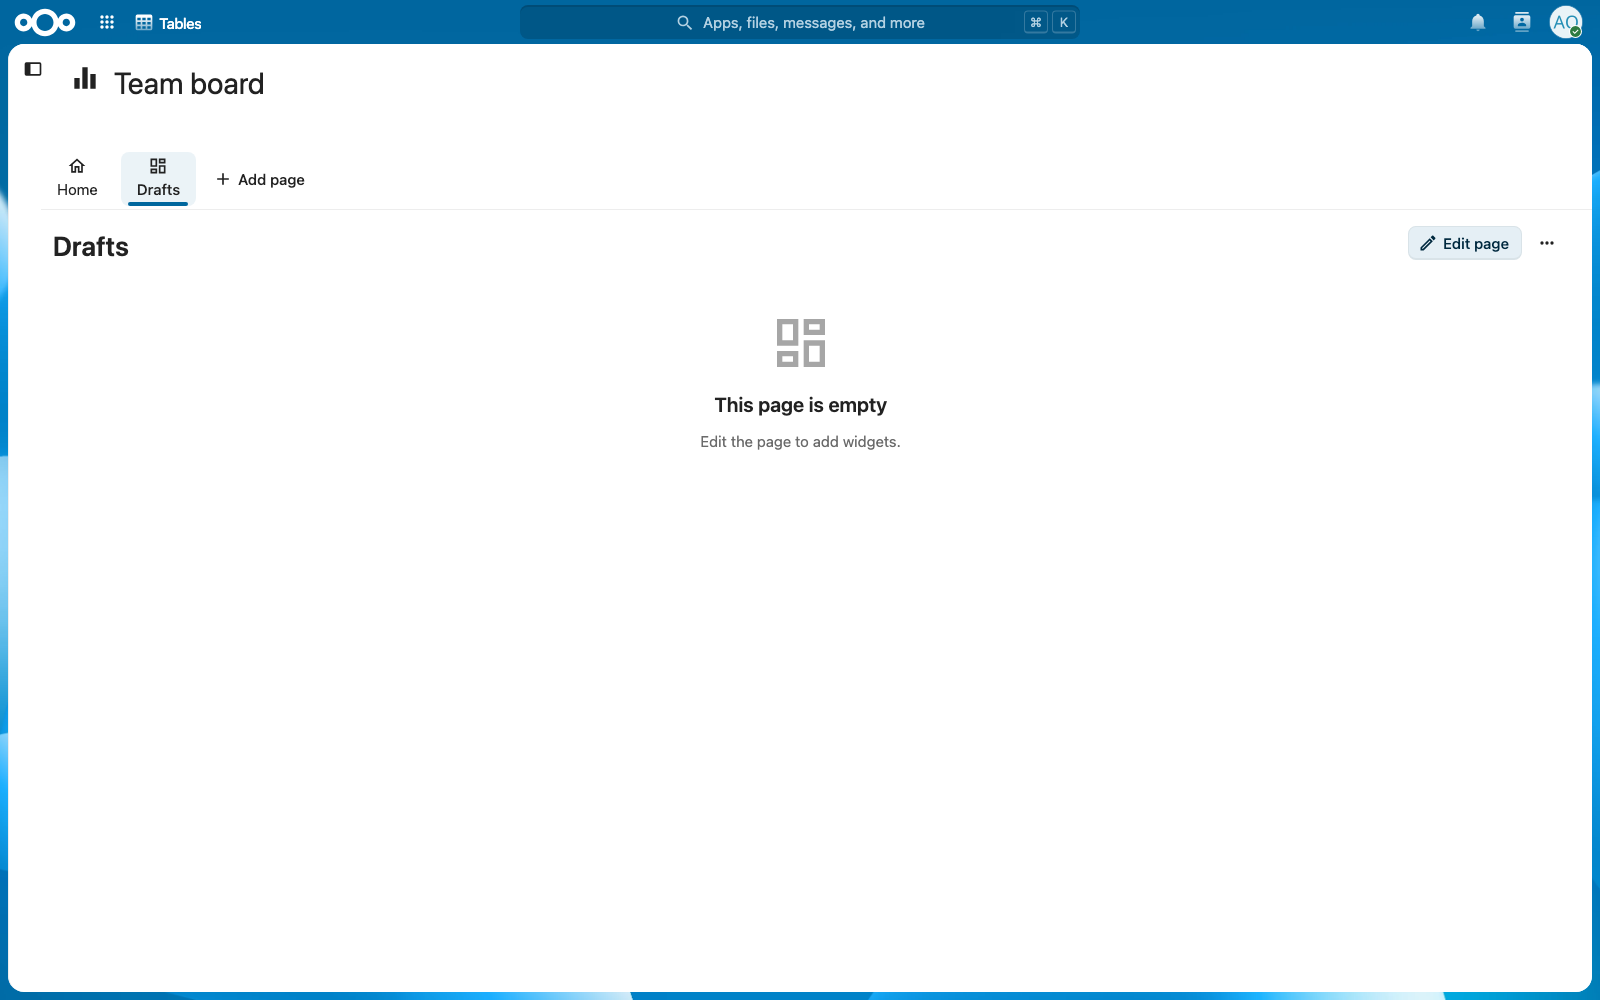 Tables
Apps, files, messages, and more
⌘ K
AO
Team board
Home
Drafts
Add page
Drafts
Edit page
This page is empty
Edit the page to add widgets.